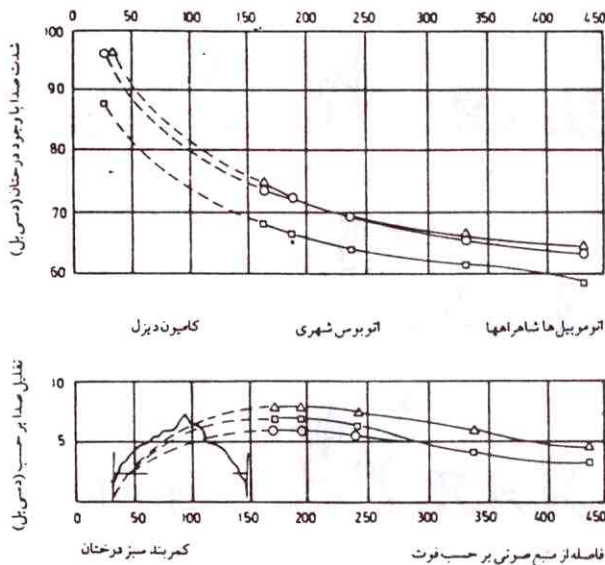 0 50 100 150 200 250 300 350 400 450
شدت صدا با وجود درختان (دسی بل)
100
90
80
70
60
کامیون دیزل اتوبوس شهری اتوموبیل ها شاهراهها
تقلیل صدا بر حسب (دسی بل)
10
5
0 50 100 150 200 250 300 350 400 450
کمربند سبز درختان فاصله از منبع صوتی بر حسب فوت